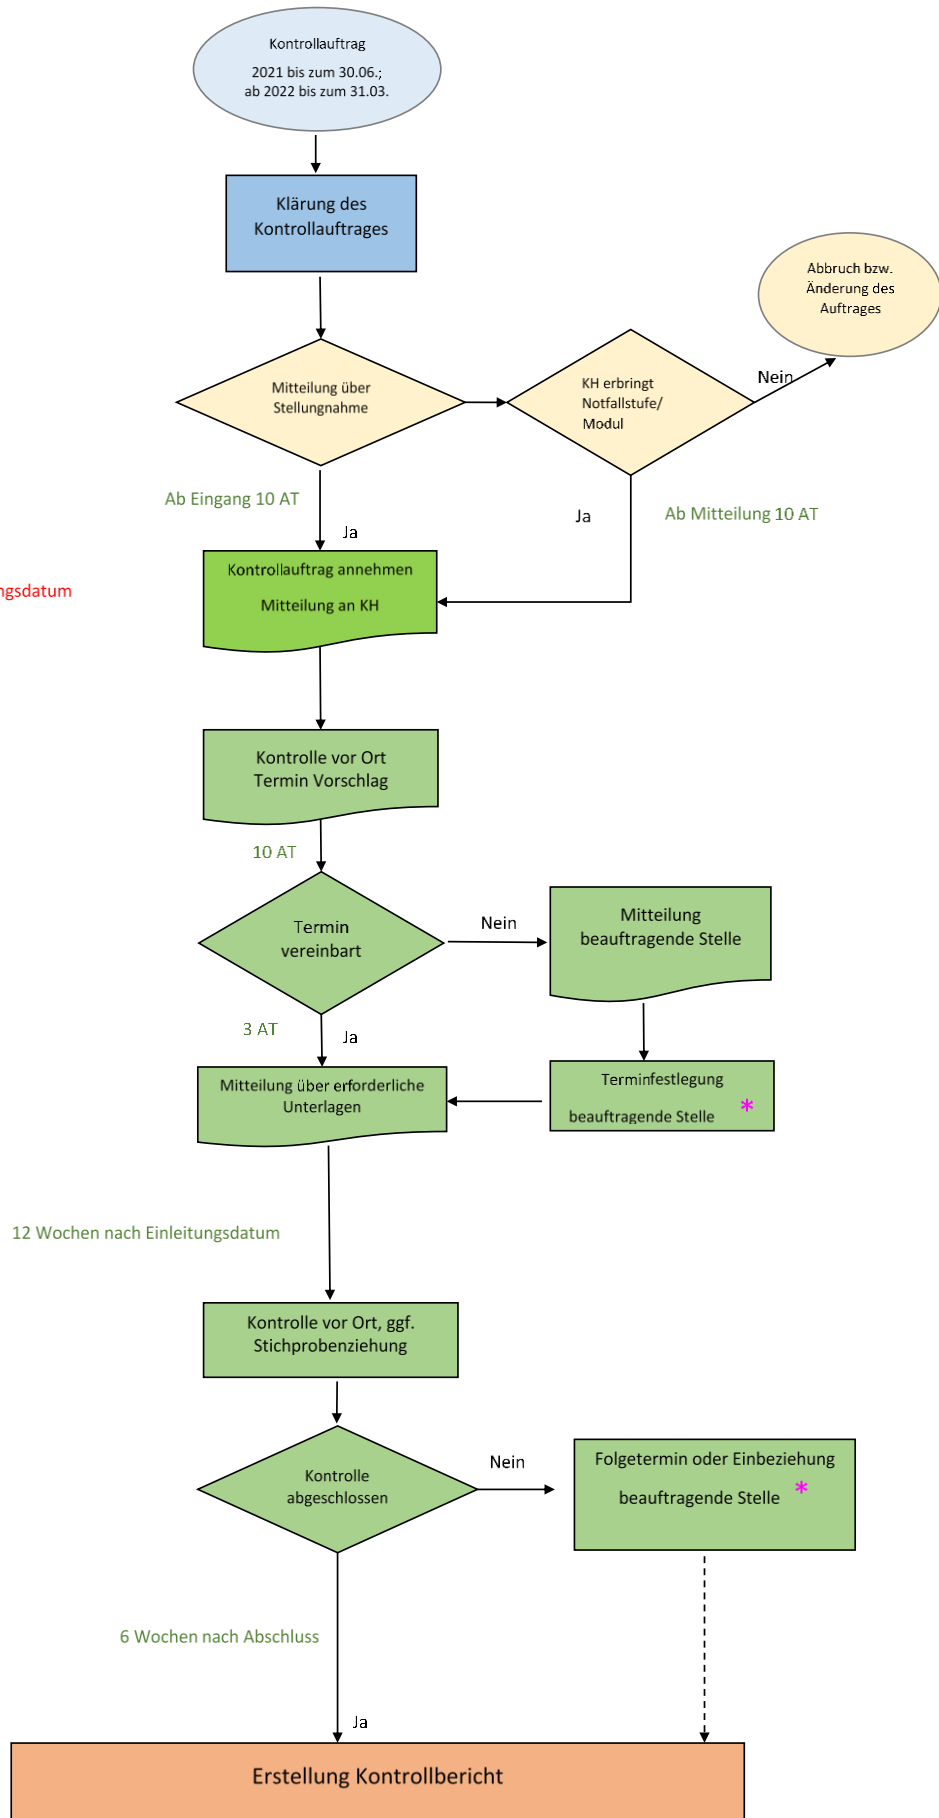 Kontrollauftrag
2021 bis zum 30.06.;
ab 2022 bis zum 31.03.
Klärung des
Kontrollauftrages
Abbruch bzw.
Änderung des
Auftrages
Mitteilung über
Stellungnahme
KH erbringt
Notfallstufe/
Modul
Nein
Ab Eingang 10 AT
Ja
Ja
Ab Mitteilung 10 AT
Kontrollauftrag annehmen
Mitteilung an KH
ngsdatum
Kontrolle vor Ort
Termin Vorschlag
10 AT
Termin
vereinbart
Nein
Mitteilung
beauftragende Stelle
3 AT
Ja
Mitteilung über erforderliche
Unterlagen
Terminfestlegung
beauftragende Stelle *
12 Wochen nach Einleitungsdatum
Kontrolle vor Ort, ggf.
Stichprobenziehung
Kontrolle
abgeschlossen
Nein
Folgetermin oder Einbeziehung
beauftragende Stelle *
6 Wochen nach Abschluss
Ja
Erstellung Kontrollbericht